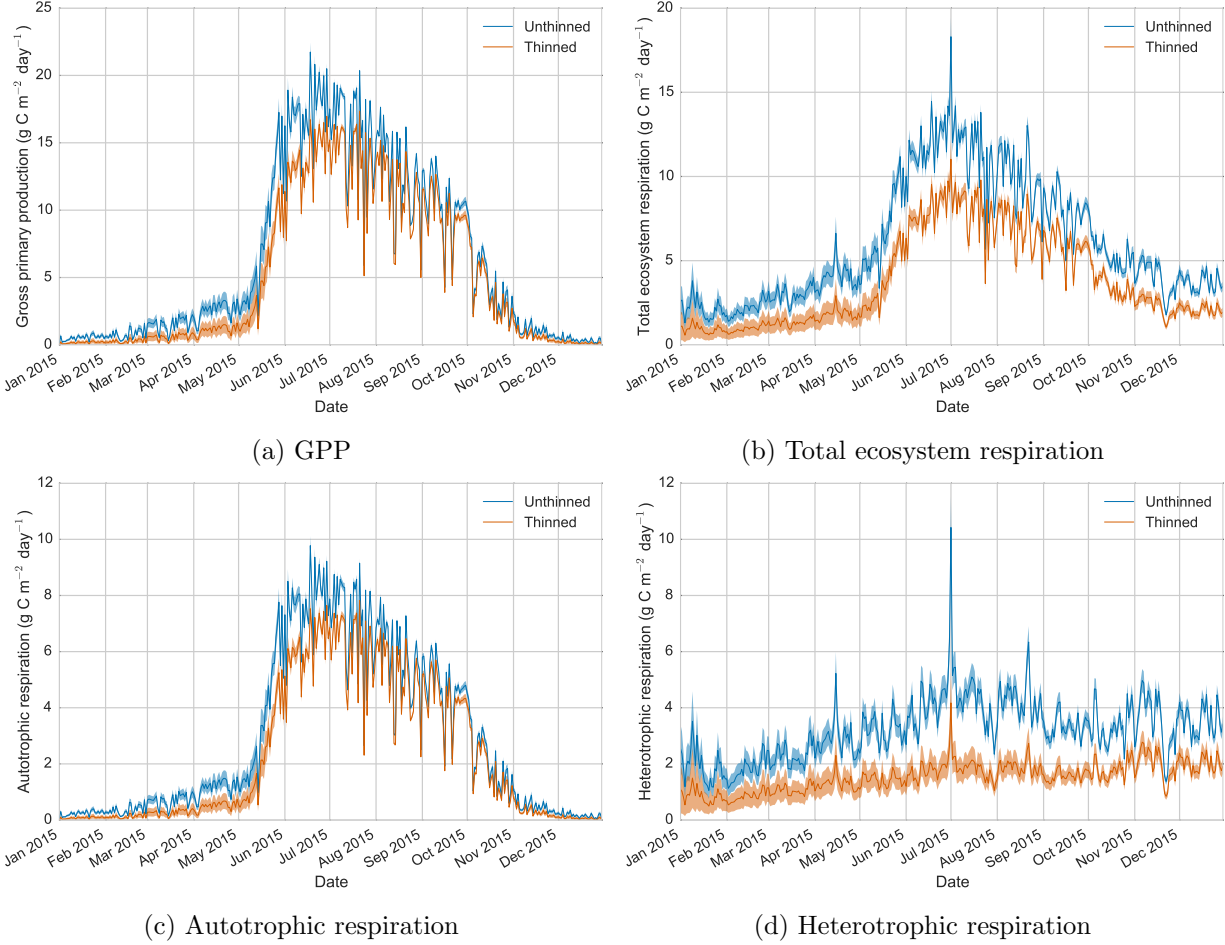 25
20
15
10
5
0
Gross primary production (g C m⁻² day⁻¹)
Unthinned
Thinned
Jan 2015
Feb 2015
Mar 2015
Apr 2015
May 2015
Jun 2015
Jul 2015
Aug 2015
Sep 2015
Oct 2015
Nov 2015
Dec 2015
Date
(a) GPP
20
15
10
5
0
Total ecosystem respiration (g C m⁻² day⁻¹)
Unthinned
Thinned
Jan 2015
Feb 2015
Mar 2015
Apr 2015
May 2015
Jun 2015
Jul 2015
Aug 2015
Sep 2015
Oct 2015
Nov 2015
Dec 2015
Date
(b) Total ecosystem respiration
12
10
8
6
4
2
0
Autotrophic respiration (g C m⁻² day⁻¹)
Unthinned
Thinned
Jan 2015
Feb 2015
Mar 2015
Apr 2015
May 2015
Jun 2015
Jul 2015
Aug 2015
Sep 2015
Oct 2015
Nov 2015
Dec 2015
Date
(c) Autotrophic respiration
12
10
8
6
4
2
0
Heterotrophic respiration (g C m⁻² day⁻¹)
Unthinned
Thinned
Jan 2015
Feb 2015
Mar 2015
Apr 2015
May 2015
Jun 2015
Jul 2015
Aug 2015
Sep 2015
Oct 2015
Nov 2015
Dec 2015
Date
(d) Heterotrophic respiration